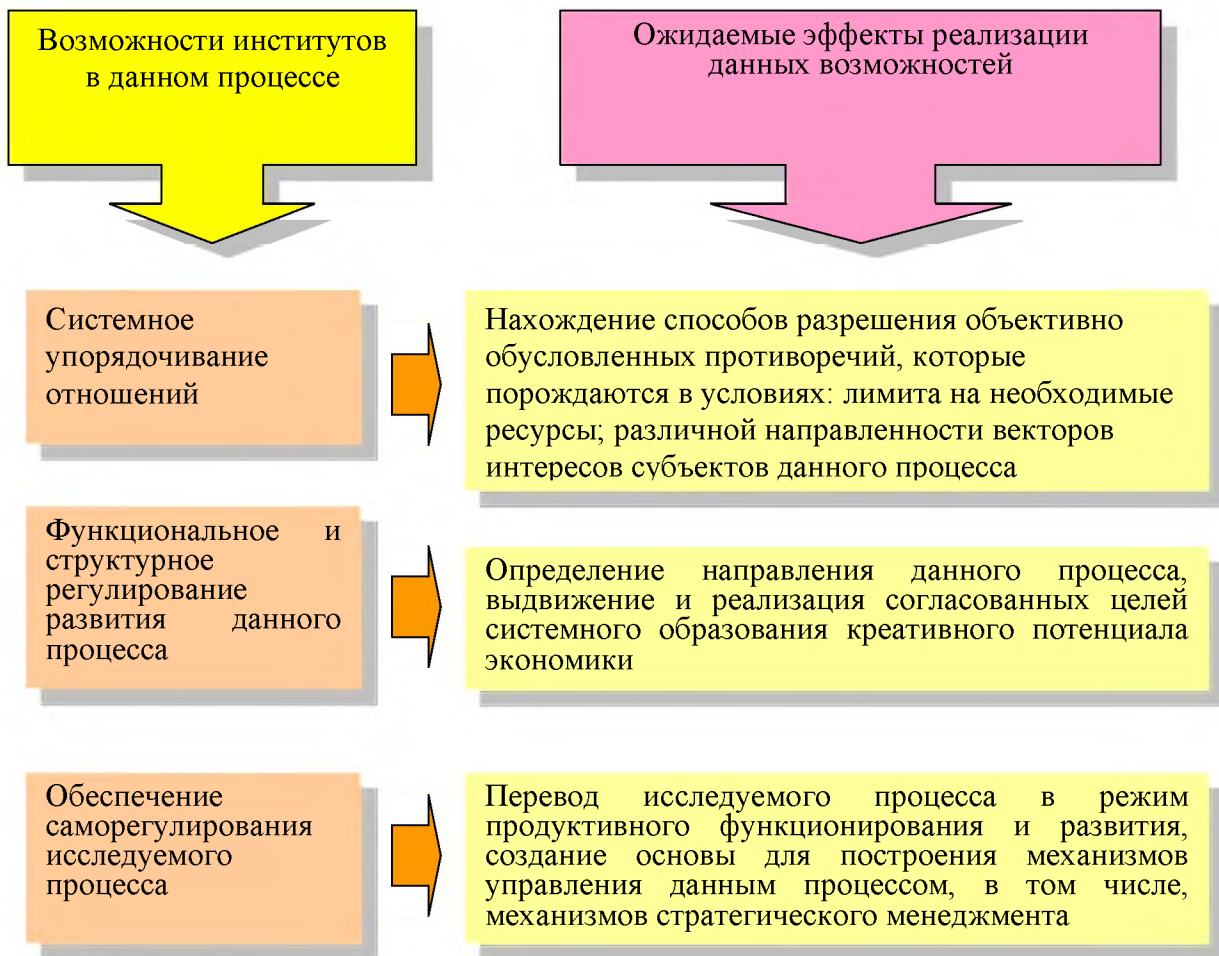 Возможности институтов
в данном процессе
Ожидаемые эффекты реализации
данных возможностей
Системное
упорядочивание
отношений
Нахождение способов разрешения объективно
обусловленных противоречий, которые
порождаются в условиях: лимита на необходимые
ресурсы; различной направленности векторов
интересов субъектов данного процесса
Функциональное и
структурное
регулирование
развития данного
процесса
Определение направления данного процесса,
выдвижение и реализация согласованных целей
системного образования креативного потенциала
экономики
Обеспечение
саморегулирования
исследуемого
процесса
Перевод исследуемого процесса в режим
продуктивного функционирования и развития,
создание основы для построения механизмов
управления данным процессом, в том числе,
механизмов стратегического менеджмента